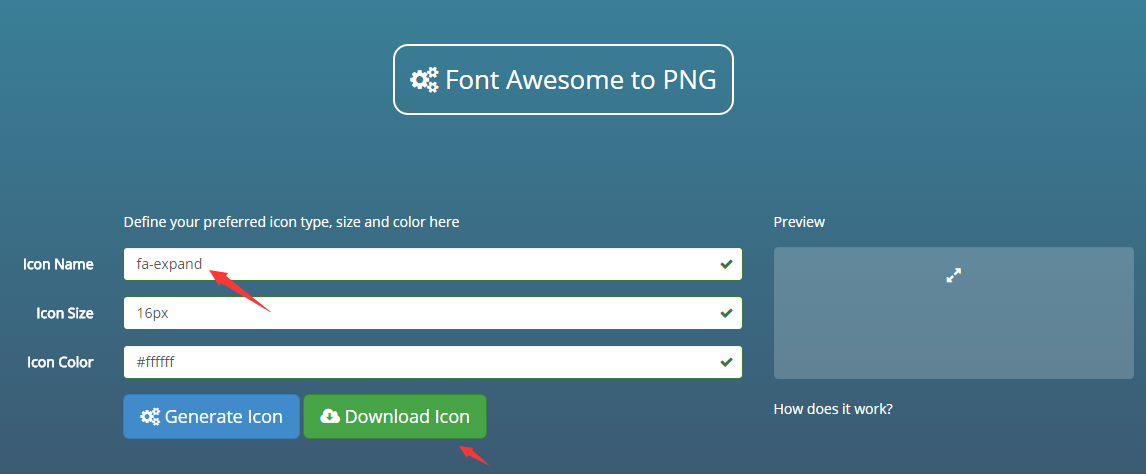 Font Awesome to PNG
Define your preferred icon type, size and color here
Preview
Icon Name
fa-expand
Icon Size
16px
Icon Color
#ffffff
Generate Icon
Download Icon
How does it work?